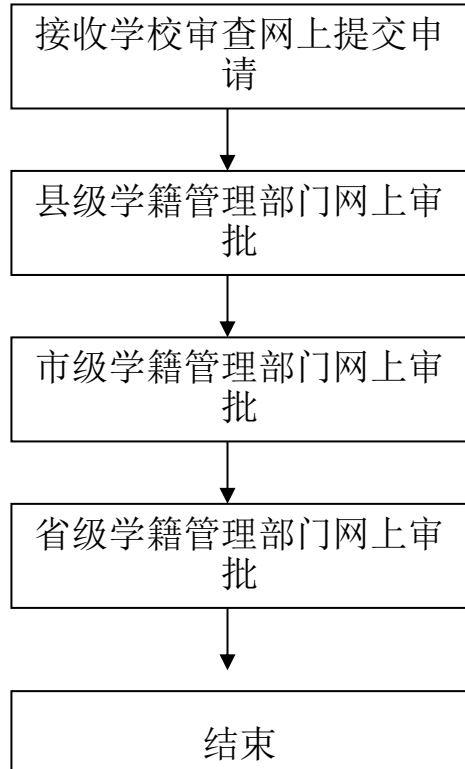 接收学校审查网上提交申
请
县级学籍管理部门网上审
批
市级学籍管理部门网上审
批
省级学籍管理部门网上审
批
结束